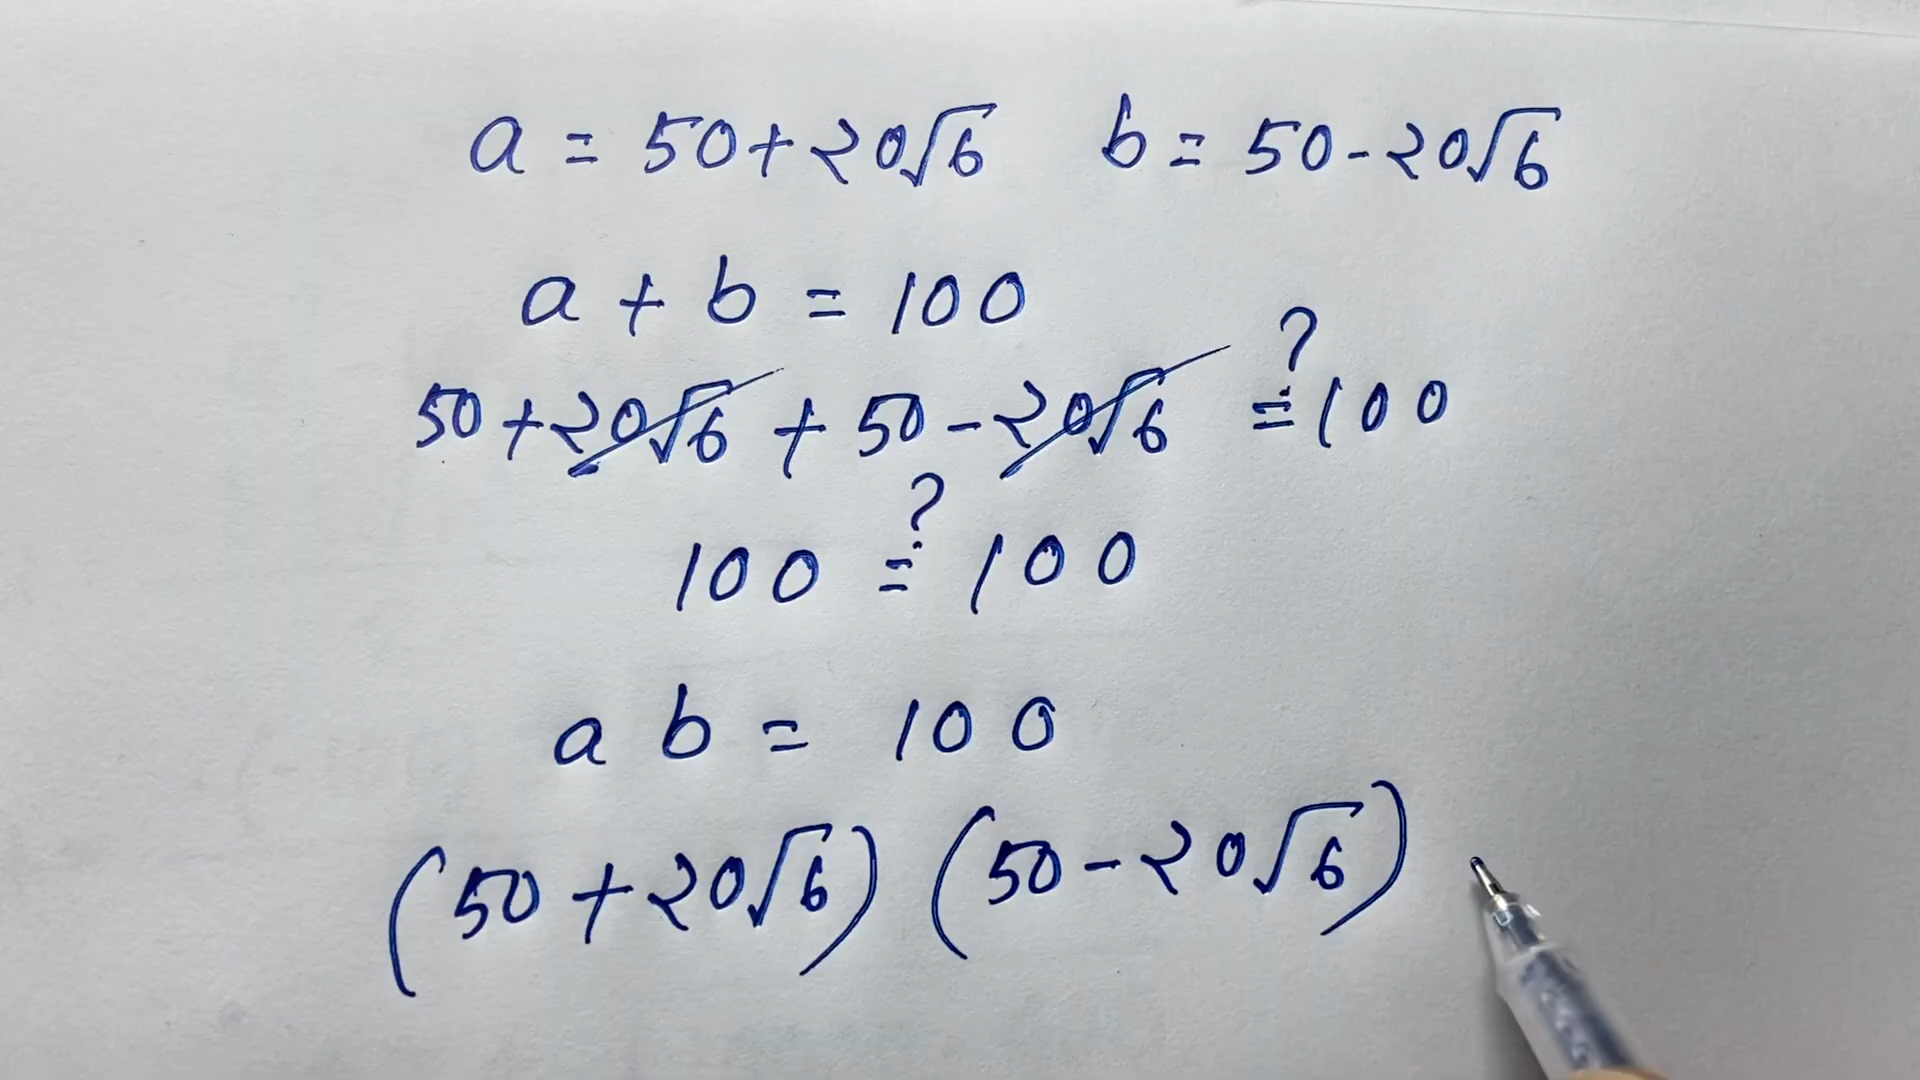 a = 50+20√6 b = 50-20√6
a + b = 100
50+20√6 + 50-20√6 ≟ 100
100 ≟ 100
a b = 100
(50+20√6) (50-20√6)